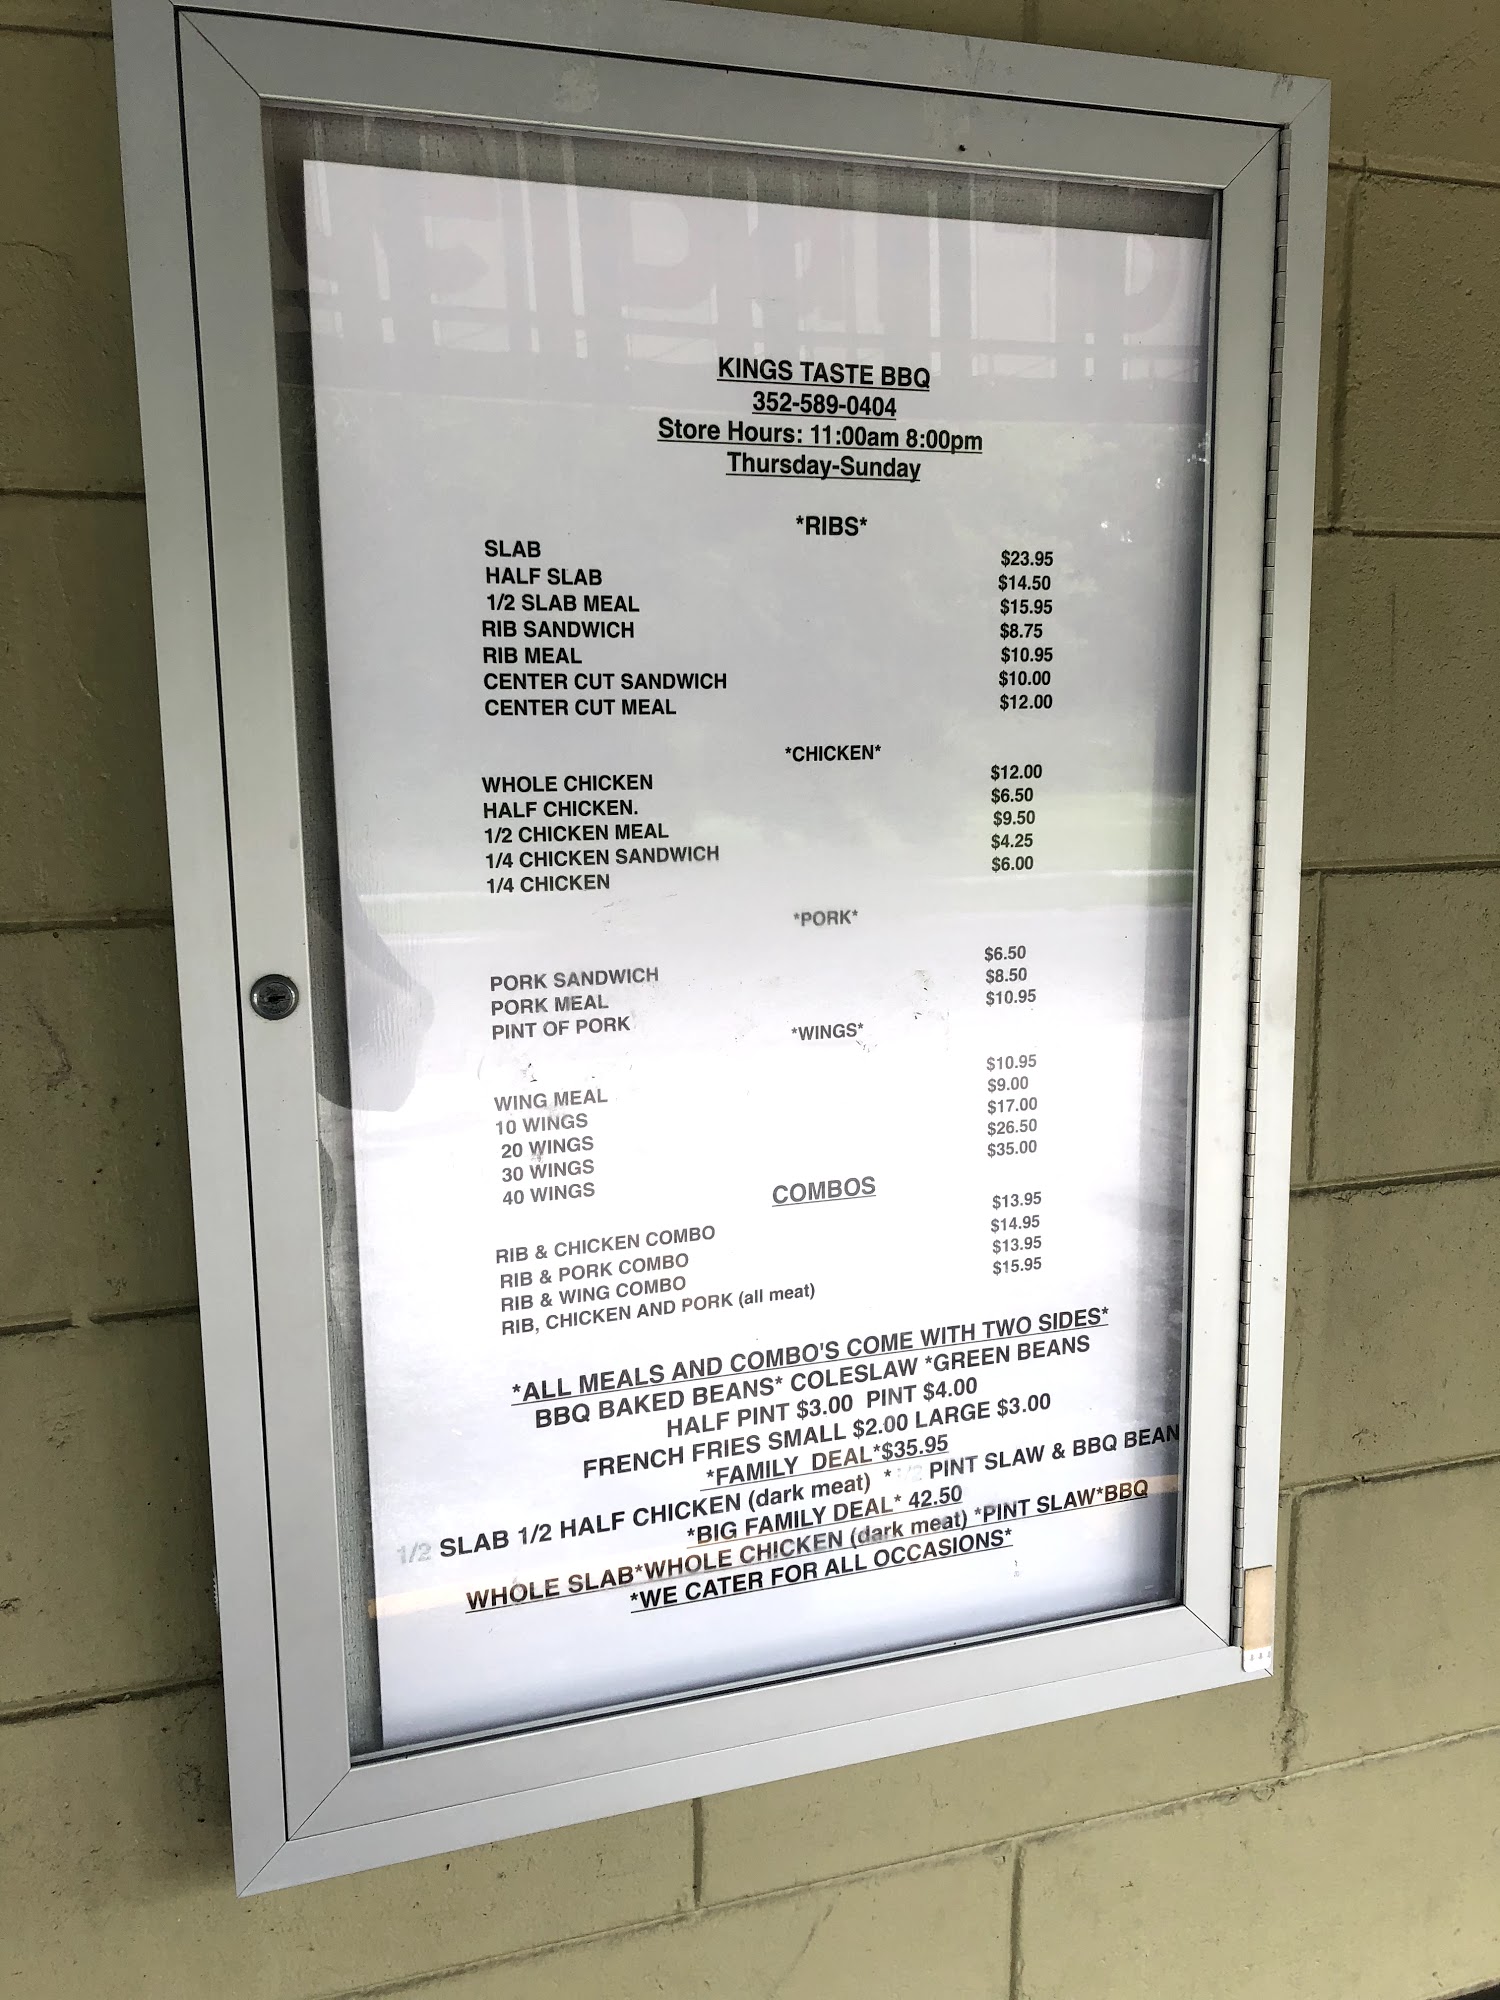 KINGS TASTE BBQ
352-589-0404
Store Hours: 11:00am 8:00pm
Thursday-Sunday
*RIBS*
SLAB $23.95
HALF SLAB $14.50
1/2 SLAB MEAL $15.95
RIB SANDWICH $8.75
RIB MEAL $10.95
CENTER CUT SANDWICH $10.00
CENTER CUT MEAL $12.00
*CHICKEN*
WHOLE CHICKEN $12.00
HALF CHICKEN. $6.50
1/2 CHICKEN MEAL $9.50
1/4 CHICKEN SANDWICH $4.25
1/4 CHICKEN $6.00
*PORK*
PORK SANDWICH $6.50
PORK MEAL $8.50
PINT OF PORK $10.95
*WINGS*
WING MEAL $10.95
10 WINGS $9.00
20 WINGS $17.00
30 WINGS $26.50
40 WINGS $35.00
COMBOS
RIB & CHICKEN COMBO $13.95
RIB & PORK COMBO $14.95
RIB & WING COMBO $13.95
RIB, CHICKEN AND PORK (all meat) $15.95
*ALL MEALS AND COMBO'S COME WITH TWO SIDES*
BBQ BAKED BEANS* COLESLAW *GREEN BEANS
HALF PINT $3.00 PINT $4.00
FRENCH FRIES SMALL $2.00 LARGE $3.00
*FAMILY DEAL*$35.95
1/2 SLAB 1/2 HALF CHICKEN (dark meat) * 1/2 PINT SLAW & BBQ BEAN
*BIG FAMILY DEAL* 42.50
WHOLE SLAB*WHOLE CHICKEN (dark meat) *PINT SLAW*BBQ
*WE CATER FOR ALL OCCASIONS*